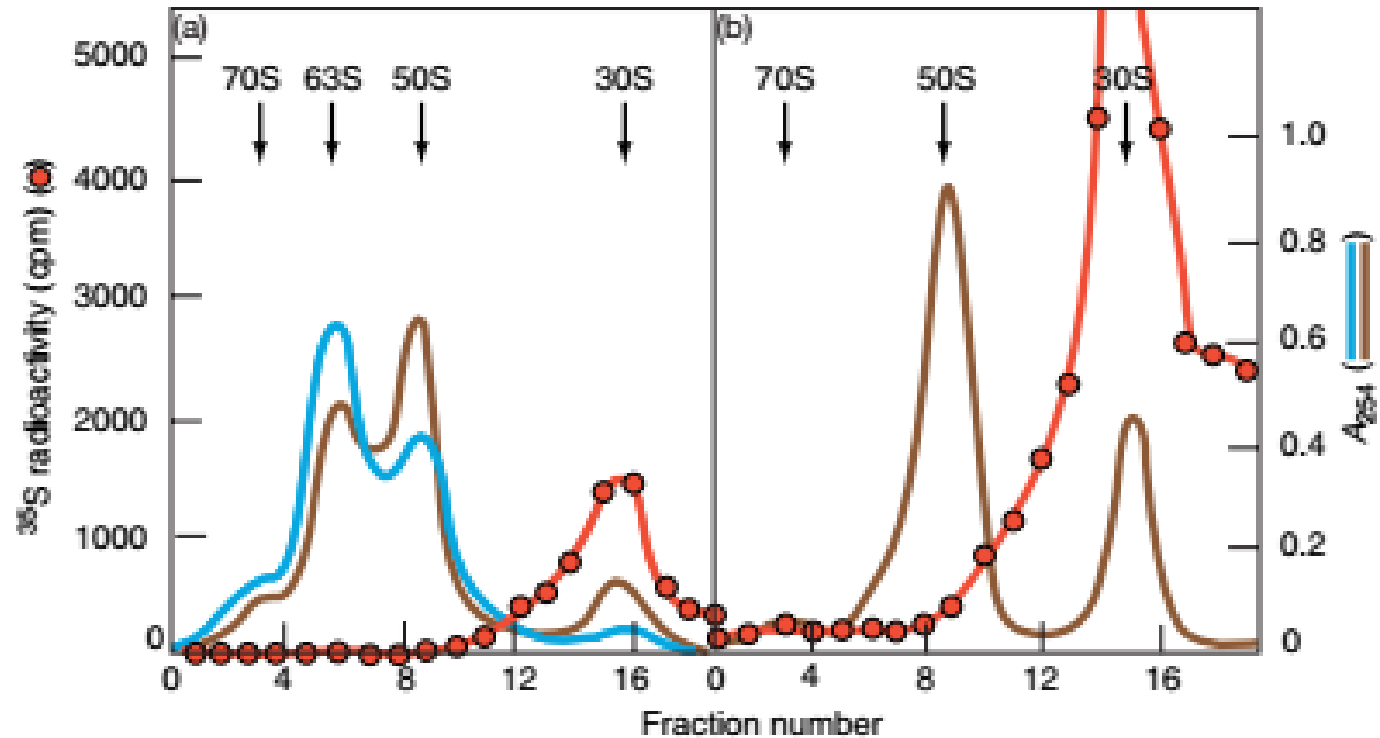 (a)
(b)
5000
4000
3000
2000
1000
0
70S 63S 50S 30S
70S 50S 30S
1.0
0.8
0.6
0.4
0.2
0
0 4 8 12 16 0 4 8 12 16
Fraction number
³⁵S radioactivity (cpm) ( )
A₂₅₄ ( )